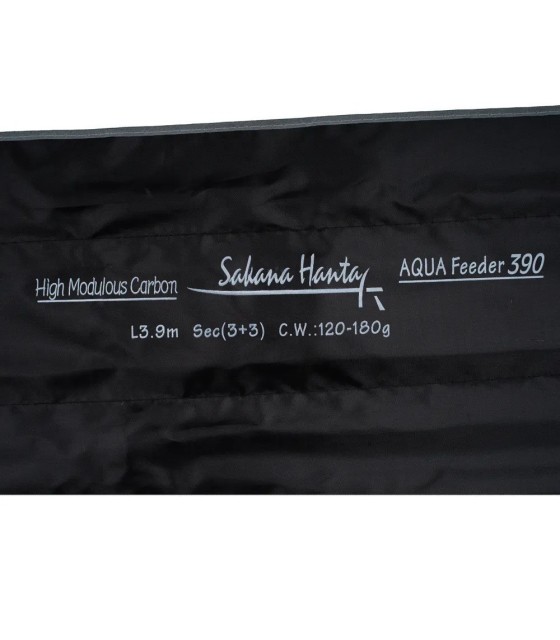 High Modulous Carbon Sakana Hanta AQUA Feeder 390
L3.9m Sec(3+3) C.W.:120-180g